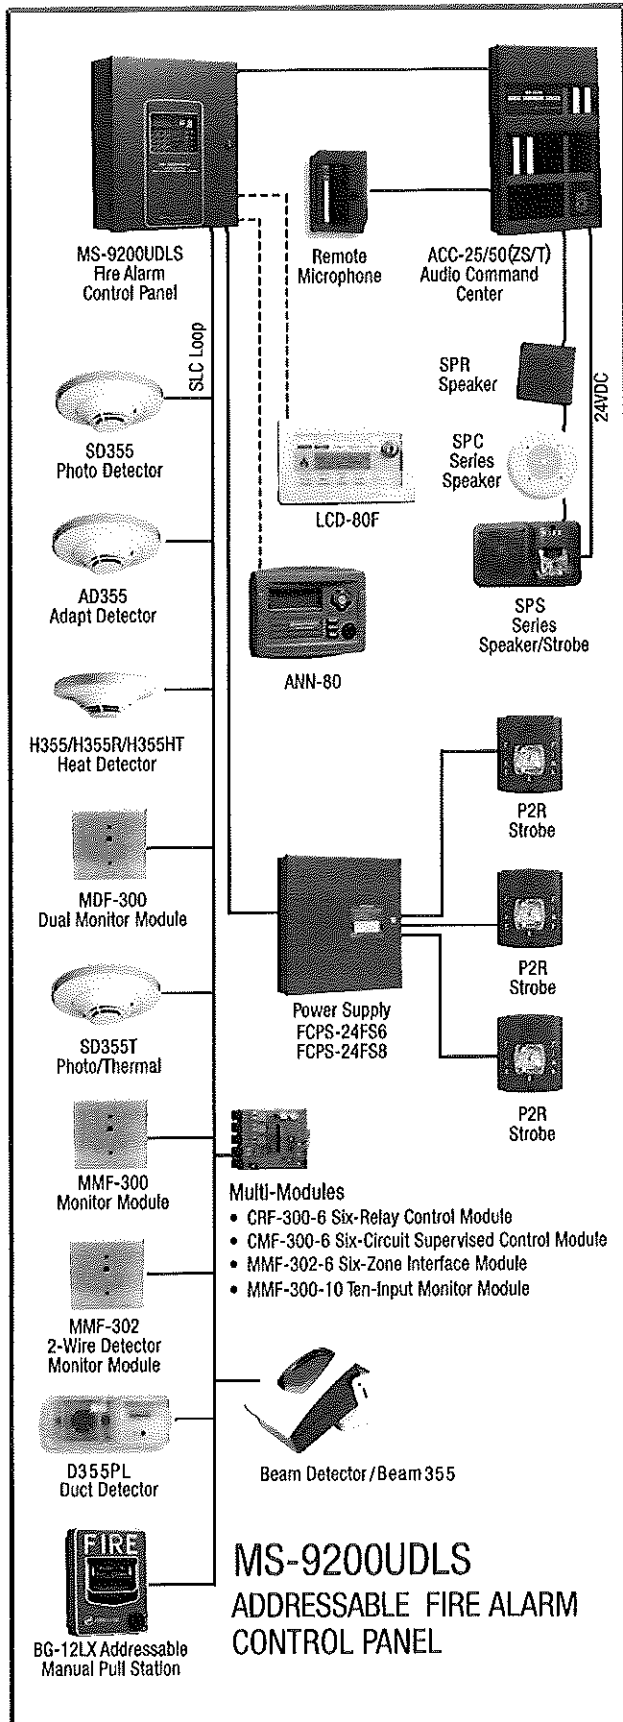 MS-9200UDLS
Fire Alarm
Control Panel
Remote
Microphone
ACC-25/50(ZS/T)
Audio Command
Center
SLC Loop
SD355
Photo Detector
SPR
Speaker
24VDC
SPC
Series
Speaker
LCD-80F
AD355
Adapt Detector
SPS
Series
Speaker/Strobe
ANN-80
H355/H355R/H355HT
Heat Detector
P2R
Strobe
MDF-300
Dual Monitor Module
P2R
Strobe
Power Supply
FCPS-24FS6
FCPS-24FS8
SD355T
Photo/Thermal
P2R
Strobe
MMF-300
Monitor Module
Multi-Modules
• CRF-300-6 Six-Relay Control Module
• CMF-300-6 Six-Circuit Supervised Control Module
• MMF-302-6 Six-Zone Interface Module
• MMF-300-10 Ten-Input Monitor Module
MMF-302
2-Wire Detector
Monitor Module
D355PL
Duct Detector
Beam Detector/Beam 355
FIRE
BG-12LX Addressable
Manual Pull Station
MS-9200UDLS
ADDRESSABLE FIRE ALARM
CONTROL PANEL